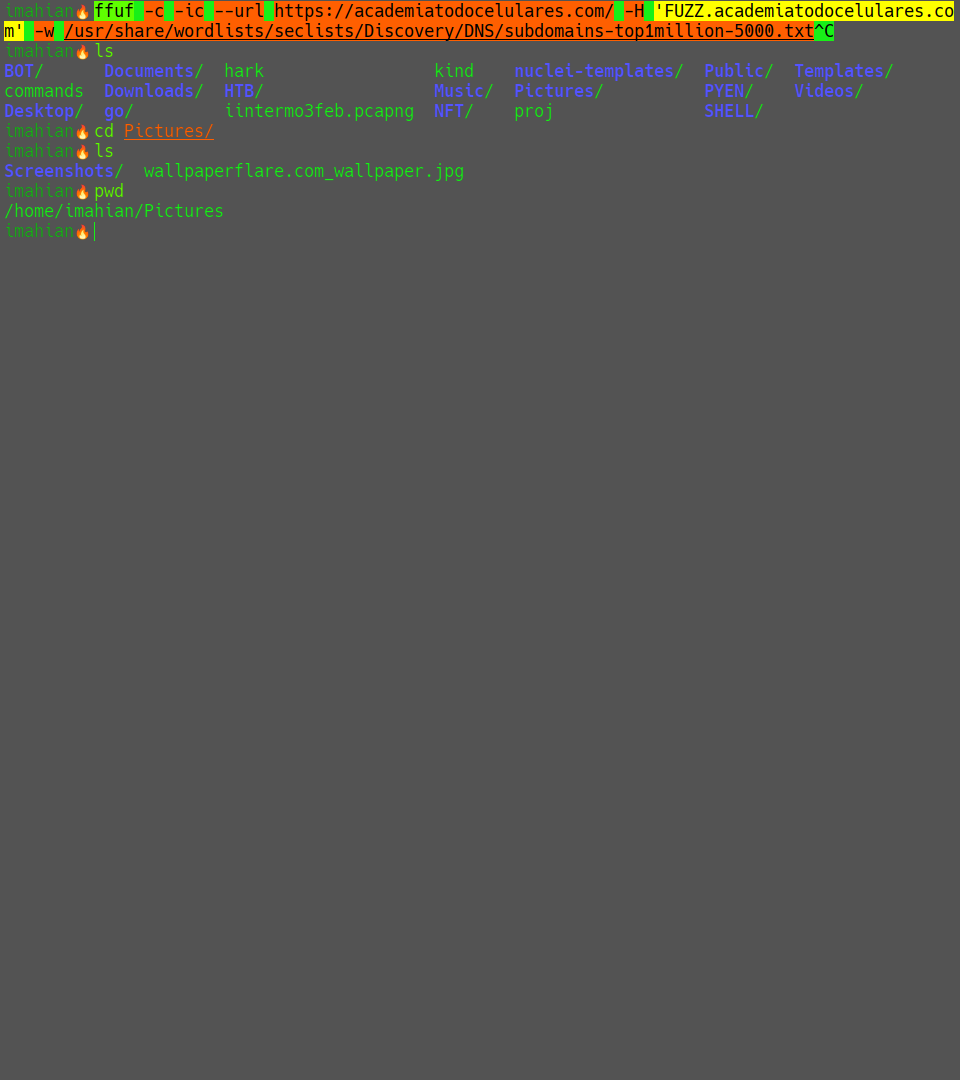 imahian🔥ffuf -c -ic --url https://academiatodocelulares.com/ -H 'FUZZ.academiatodocelulares.co
m' -w /usr/share/wordlists/seclists/Discovery/DNS/subdomains-top1million-5000.txt^C
imahian🔥ls
BOT/      Documents/  hark                 kind    nuclei-templates/  Public/  Templates/
commands  Downloads/  HTB/                 Music/  Pictures/          PYEN/    Videos/
Desktop/  go/         iintermo3feb.pcapng  NFT/    proj               SHELL/
imahian🔥cd Pictures/
imahian🔥ls
Screenshots/  wallpaperflare.com_wallpaper.jpg
imahian🔥pwd
/home/imahian/Pictures
imahian🔥